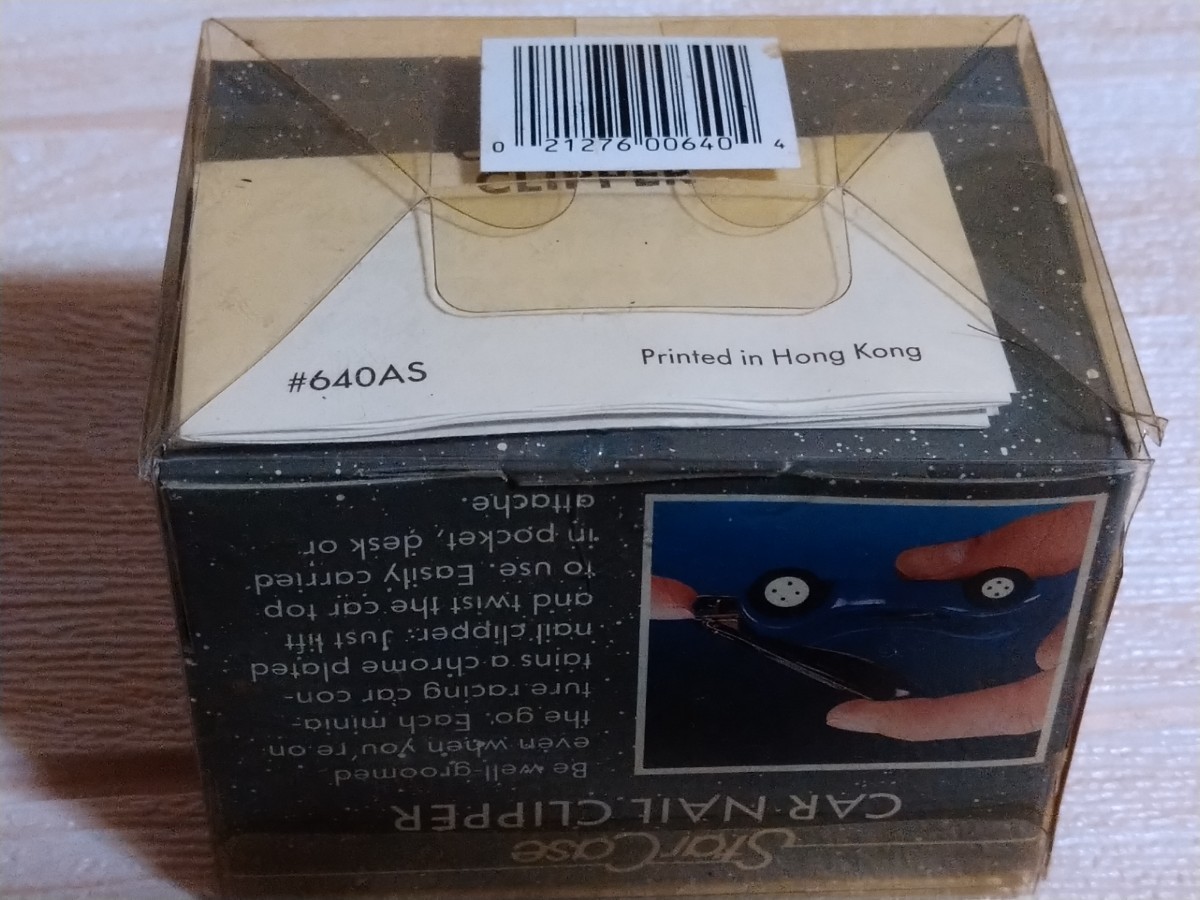 0 21276 00640 4
CLIPPER
#640AS
Printed in Hong Kong
StarCase
CAR NAIL CLIPPER
Be well-groomed
even when you're on
the go. Each minia-
ture racing car con-
tains a chrome plated
nail clipper. Just lift
and twist the car top
to use. Easily carried
in pocket, desk or
attache.